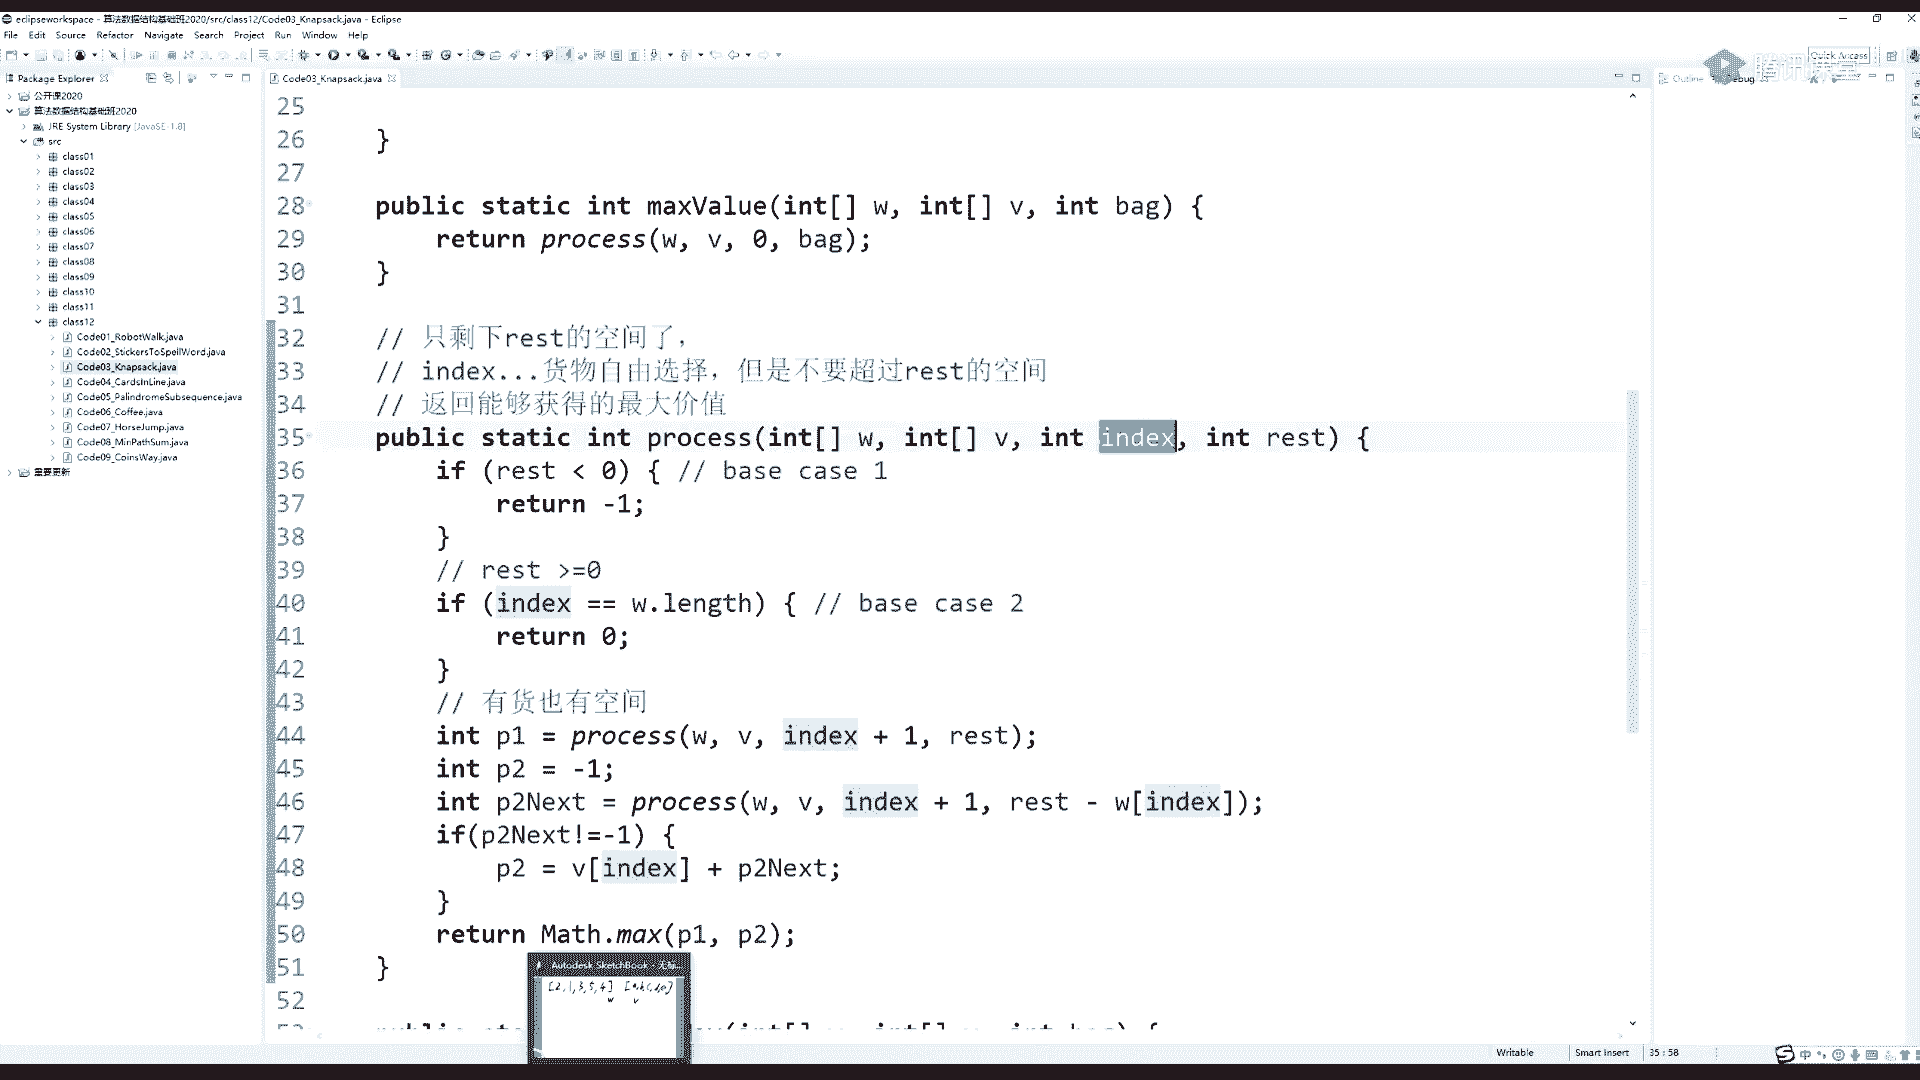 eclipseworkspace - 算法数据结构基础班2020/src/class12/Code03_Knapsack.java - Eclipse
File Edit Source Refactor Navigate Search Project Run Window Help
Quick Access
腾讯课堂
Package Explorer
Code03_Knapsack.java
Outline
Debug
公开课2020
算法数据结构基础班2020
JRE System Library [JavaSE-1.8]
src
class01
class02
class03
class04
class05
class06
class07
class08
class09
class10
class11
class12
Code01_RobotWalk.java
Code02_StickersToSpellWord.java
Code03_Knapsack.java
Code04_CardsInLine.java
Code05_PalindromeSubsequence.java
Code06_Coffee.java
Code07_HorseJump.java
Code08_MinPathSum.java
Code09_CoinsWay.java
重要更新
25
26 }
27
28 public static int maxValue(int[] w, int[] v, int bag) {
29 return process(w, v, 0, bag);
30 }
31
32 // 只剩下rest的空间了，
33 // index...货物自由选择，但是不要超过rest的空间
34 // 返回能够获得的最大价值
35 public static int process(int[] w, int[] v, int index, int rest) {
36 if (rest < 0) { // base case 1
37 return -1;
38 }
39 // rest >=0
40 if (index == w.length) { // base case 2
41 return 0;
42 }
43 // 有货也有空间
44 int p1 = process(w, v, index + 1, rest);
45 int p2 = -1;
46 int p2Next = process(w, v, index + 1, rest - w[index]);
47 if(p2Next!=-1) {
48 p2 = v[index] + p2Next;
49 }
50 return Math.max(p1, p2);
51 }
52
Autodesk SketchBook
[2,1,3,5,4]
w v
Writable
Smart Insert
35 : 58
中